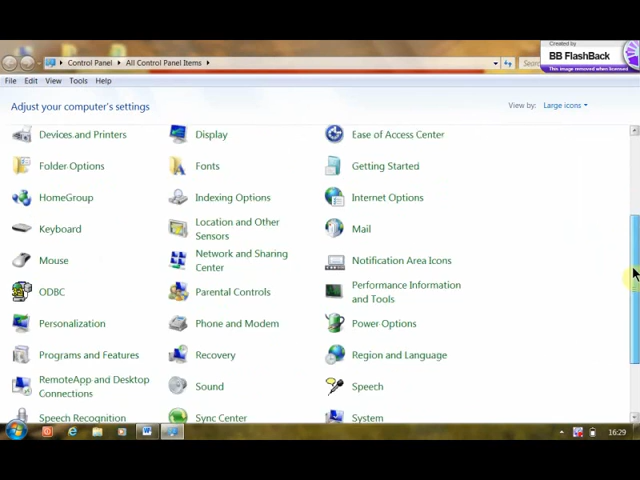 Created by
BB FlashBack
This image removed when licensed
Control Panel
All Control Panel Items
File Edit View Tools Help
Adjust your computer's settings
View by: Large icons
Devices and Printers
Display
Ease of Access Center
Folder Options
Fonts
Getting Started
HomeGroup
Indexing Options
Internet Options
Keyboard
Location and Other
Sensors
Mail
Mouse
Network and Sharing
Center
Notification Area Icons
ODBC
Parental Controls
Performance Information
and Tools
Personalization
Phone and Modem
Power Options
Programs and Features
Recovery
Region and Language
RemoteApp and Desktop
Connections
Sound
Speech
Speech Recognition
Sync Center
System
16:29